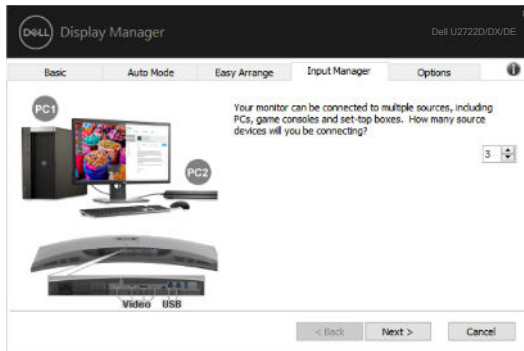 DELL Display Manager
Dell U2722D/DX/DE
Basic Auto Mode Easy Arrange Input Manager Options
Your monitor can be connected to multiple sources, including
PCs, game consoles and set-top boxes. How many source
devices will you be connecting?
3
PC1
PC2
Video USB
< Back Next > Cancel